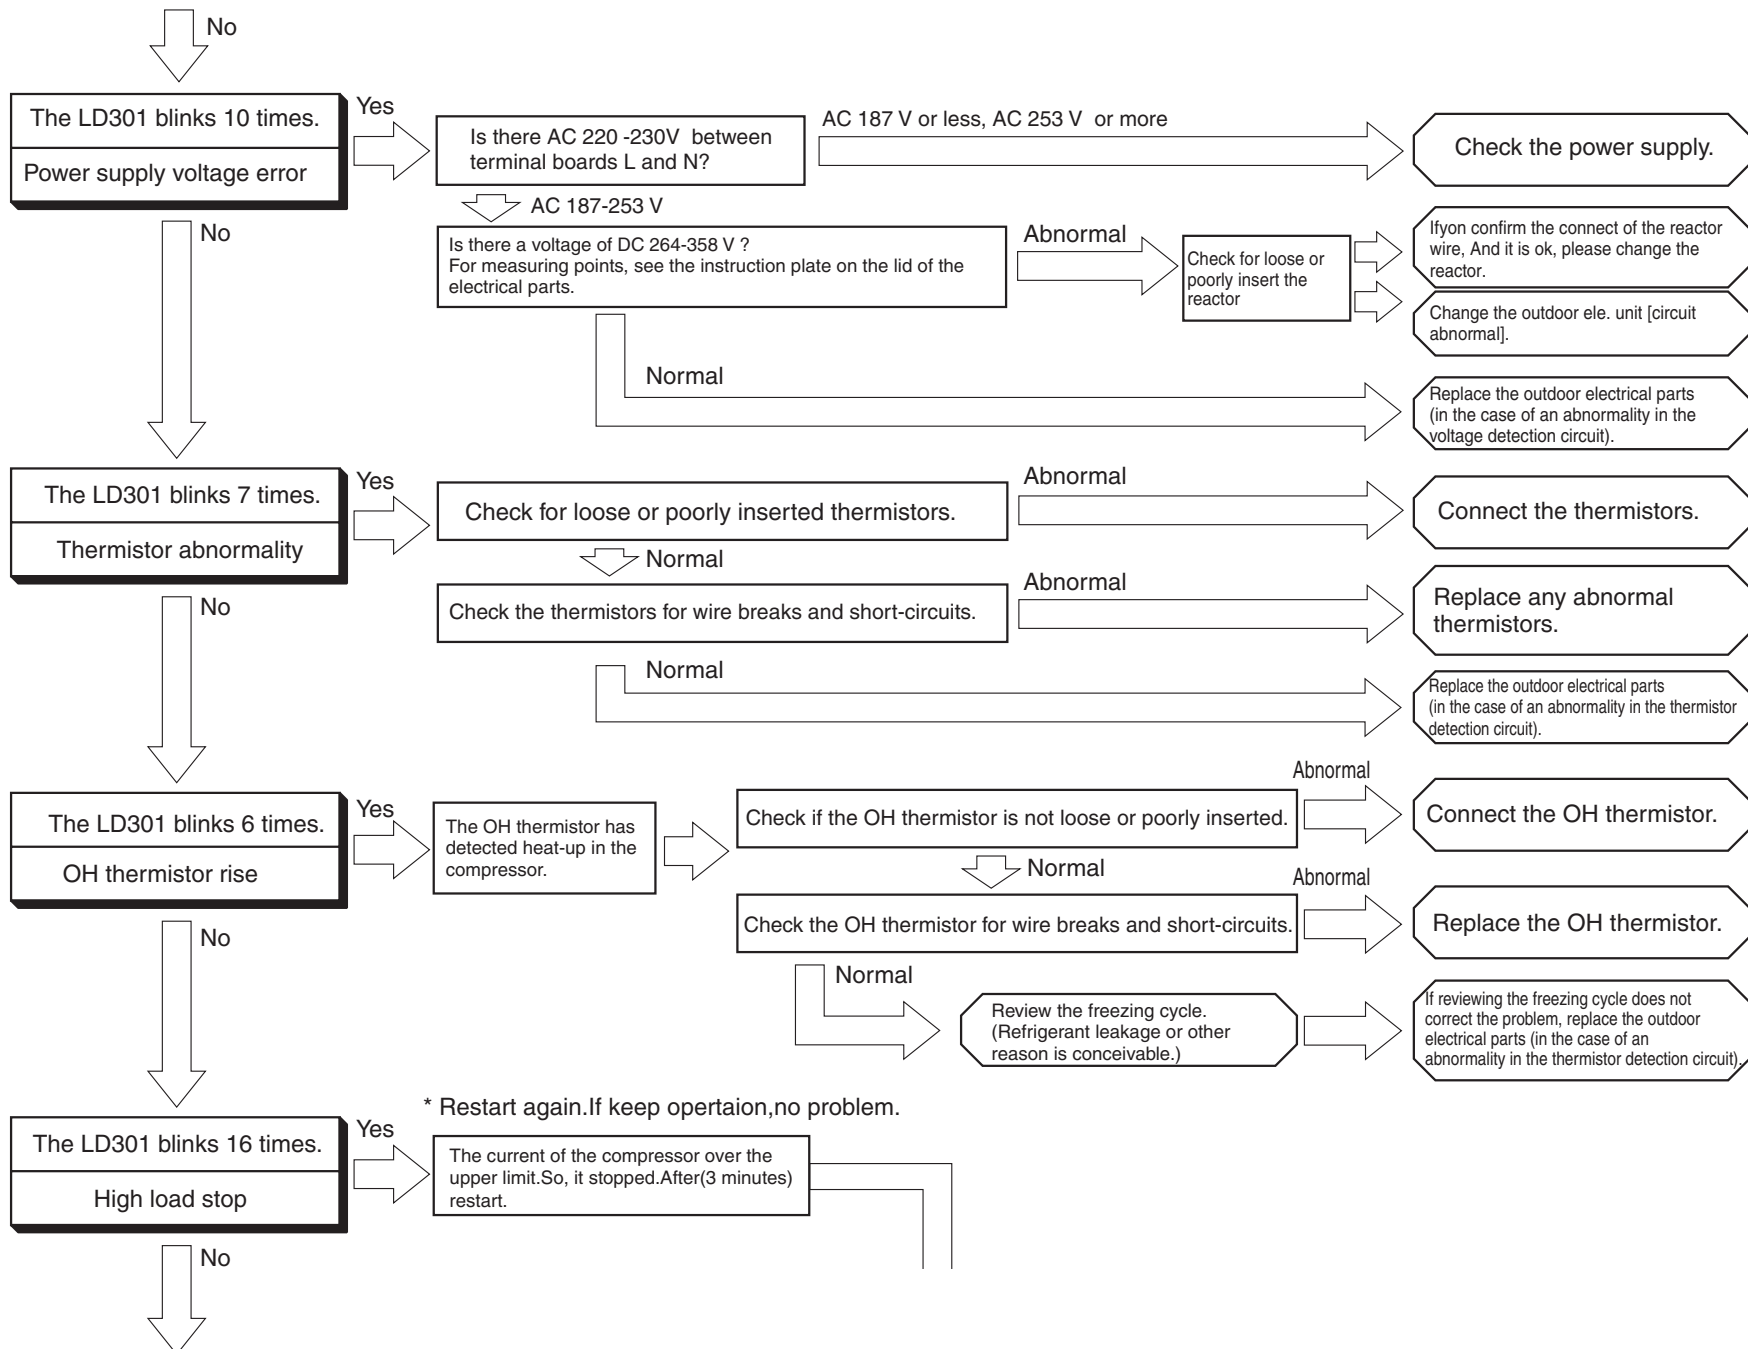 No
The LD301 blinks 10 times.
Power supply voltage error
Yes
Is there AC 220 -230V between
terminal boards L and N?
AC 187 V or less, AC 253 V or more
Check the power supply.
AC 187-253 V
No
Is there a voltage of DC 264-358 V ?
For measuring points, see the instruction plate on the lid of the
electrical parts.
Abnormal
Check for loose or
poorly insert the
reactor
Ifyon confirm the connect of the reactor
wire, And it is ok, please change the
reactor.
Change the outdoor ele. unit [circuit
abnormal].
Normal
Replace the outdoor electrical parts
(in the case of an abnormality in the
voltage detection circuit).
The LD301 blinks 7 times.
Thermistor abnormality
Yes
Check for loose or poorly inserted thermistors.
Abnormal
Connect the thermistors.
Normal
No
Check the thermistors for wire breaks and short-circuits.
Abnormal
Replace any abnormal
thermistors.
Normal
Replace the outdoor electrical parts
(in the case of an abnormality in the thermistor
detection circuit).
The LD301 blinks 6 times.
OH thermistor rise
Yes
The OH thermistor has
detected heat-up in the
compressor.
Check if the OH thermistor is not loose or poorly inserted.
Abnormal
Connect the OH thermistor.
Normal
No
Check the OH thermistor for wire breaks and short-circuits.
Abnormal
Replace the OH thermistor.
Normal
Review the freezing cycle.
(Refrigerant leakage or other
reason is conceivable.)
If reviewing the freezing cycle does not
correct the problem, replace the outdoor
electrical parts (in the case of an
abnormality in the thermistor detection circuit).
* Restart again.If keep opertaion,no problem.
The LD301 blinks 16 times.
High load stop
Yes
The current of the compressor over the
upper limit.So, it stopped.After(3 minutes)
restart.
No